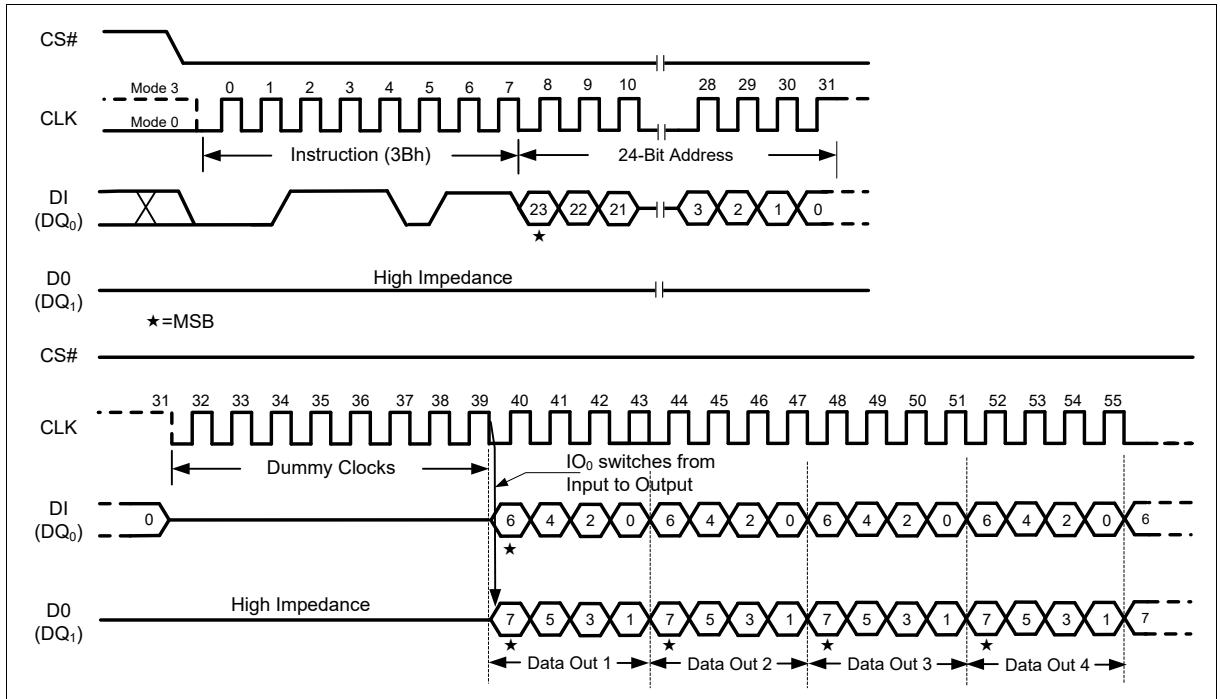 CS#
Mode 3
Mode 0
CLK
0 1 2 3 4 5 6 7 8 9 10 28 29 30 31
Instruction (3Bh)
24-Bit Address
DI
(DQ0)
23 22 21 3 2 1 0
★
D0
(DQ1)
High Impedance
★=MSB
CS#
CLK
31 32 33 34 35 36 37 38 39 40 41 42 43 44 45 46 47 48 49 50 51 52 53 54 55
Dummy Clocks
IO0 switches from
Input to Output
DI
(DQ0)
0 6 4 2 0 6 4 2 0 6 4 2 0 6 4 2 0 6
★
D0
(DQ1)
High Impedance
7 5 3 1 7 5 3 1 7 5 3 1 7 5 3 1 7
★ ★ ★ ★
Data Out 1 Data Out 2 Data Out 3 Data Out 4